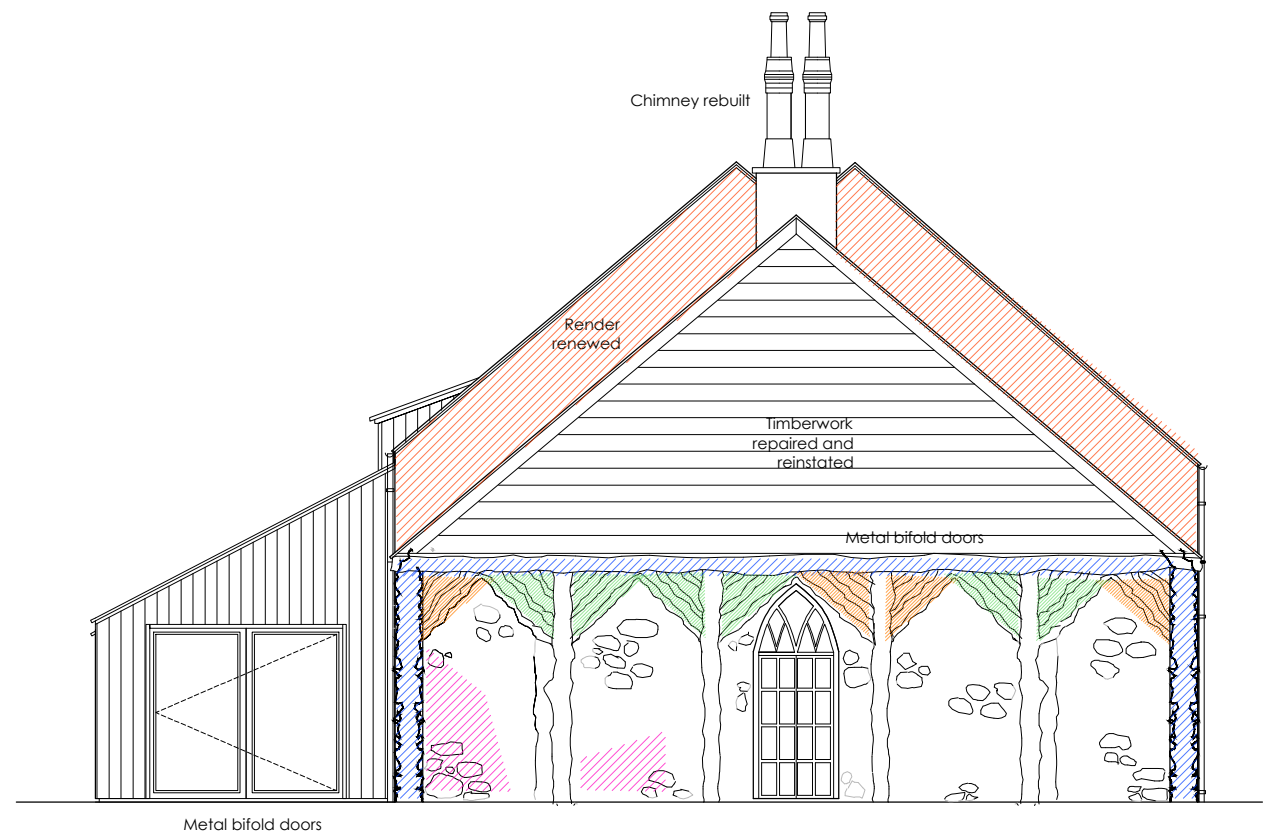 Chimney rebuilt
Render
renewed
Timberwork
repaired and
reinstated
Metal bifold doors
Metal bifold doors